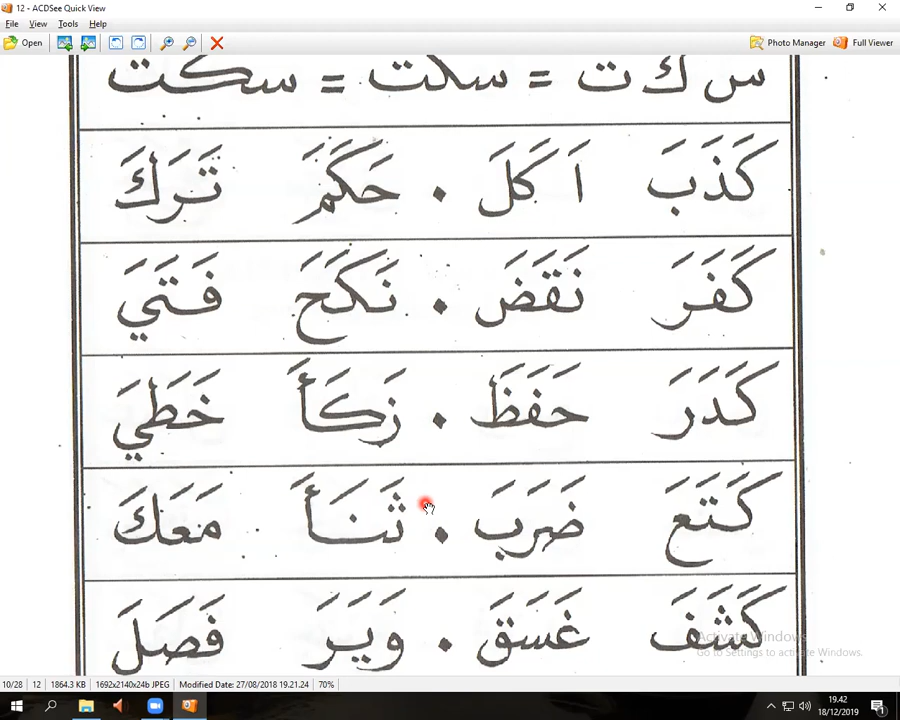 12 - ACDSee Quick View
File View Tools Help
Open Photo Manager Full Viewer
س ك ت = سكت = سكت
كَذَبَ اَكَلَ . حَكَمَ تَرَكَ
كَفَرَ نَقَضَ . نَكَحَ فَتَيَ
كَدَرَ حَفَظَ . زَكَأَ خَطَيَ
كَتَعَ ضَرَبَ . ثَنَأَ مَعَكَ
كَشَفَ غَسَقَ . وَيَرَ فَصَلَ
Activate Windows
Go to Settings to activate Windows.
10/28 12 1864.3 KB 1692x2140x24b JPEG Modified Date: 27/08/2018 19.21.24 70%
19.42
18/12/2019
1